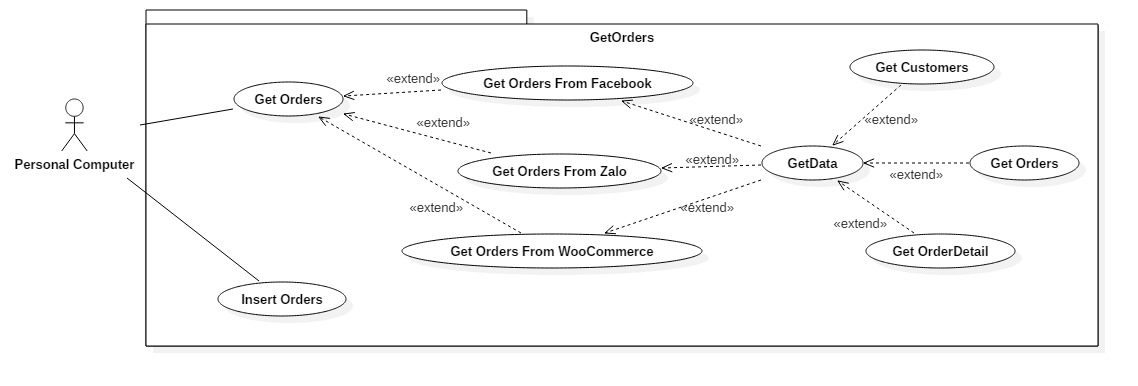 GetOrders
Get Orders
«extend»
Get Orders From Facebook
Get Customers
«extend»
«extend»
«extend»
Personal Computer
Get Orders From Zalo
«extend»
GetData
Get Orders
«extend»
«extend»
«extend»
«extend»
Get Orders From WooCommerce
Get OrderDetail
Insert Orders